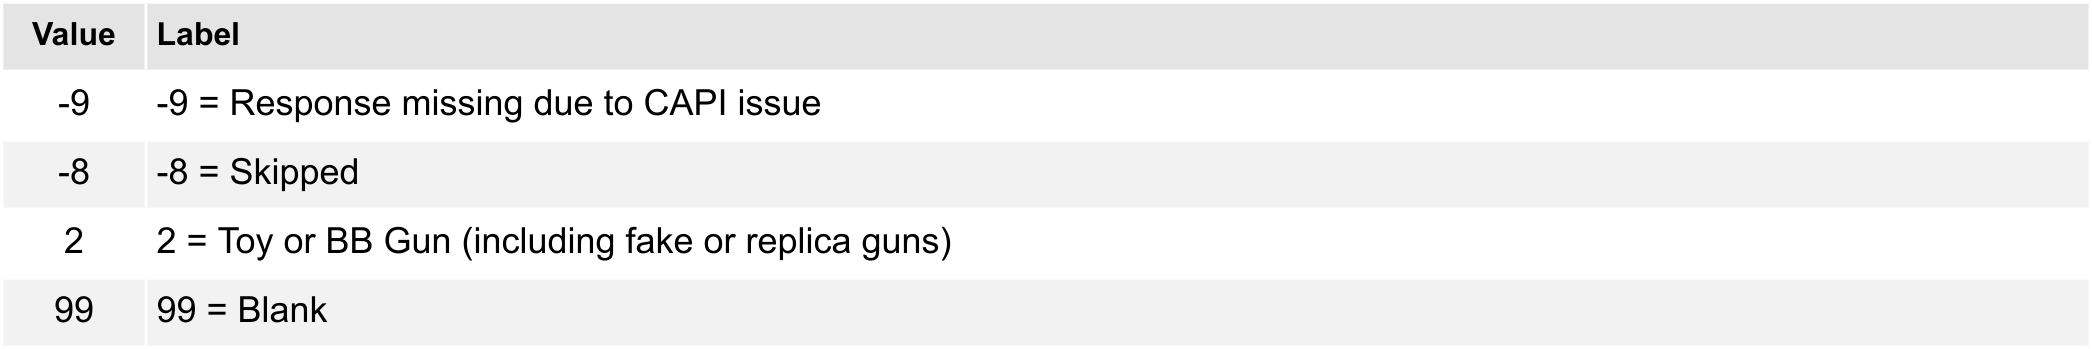 Value Label
-9 -9 = Response missing due to CAPI issue
-8 -8 = Skipped
2 2 = Toy or BB Gun (including fake or replica guns)
99 99 = Blank